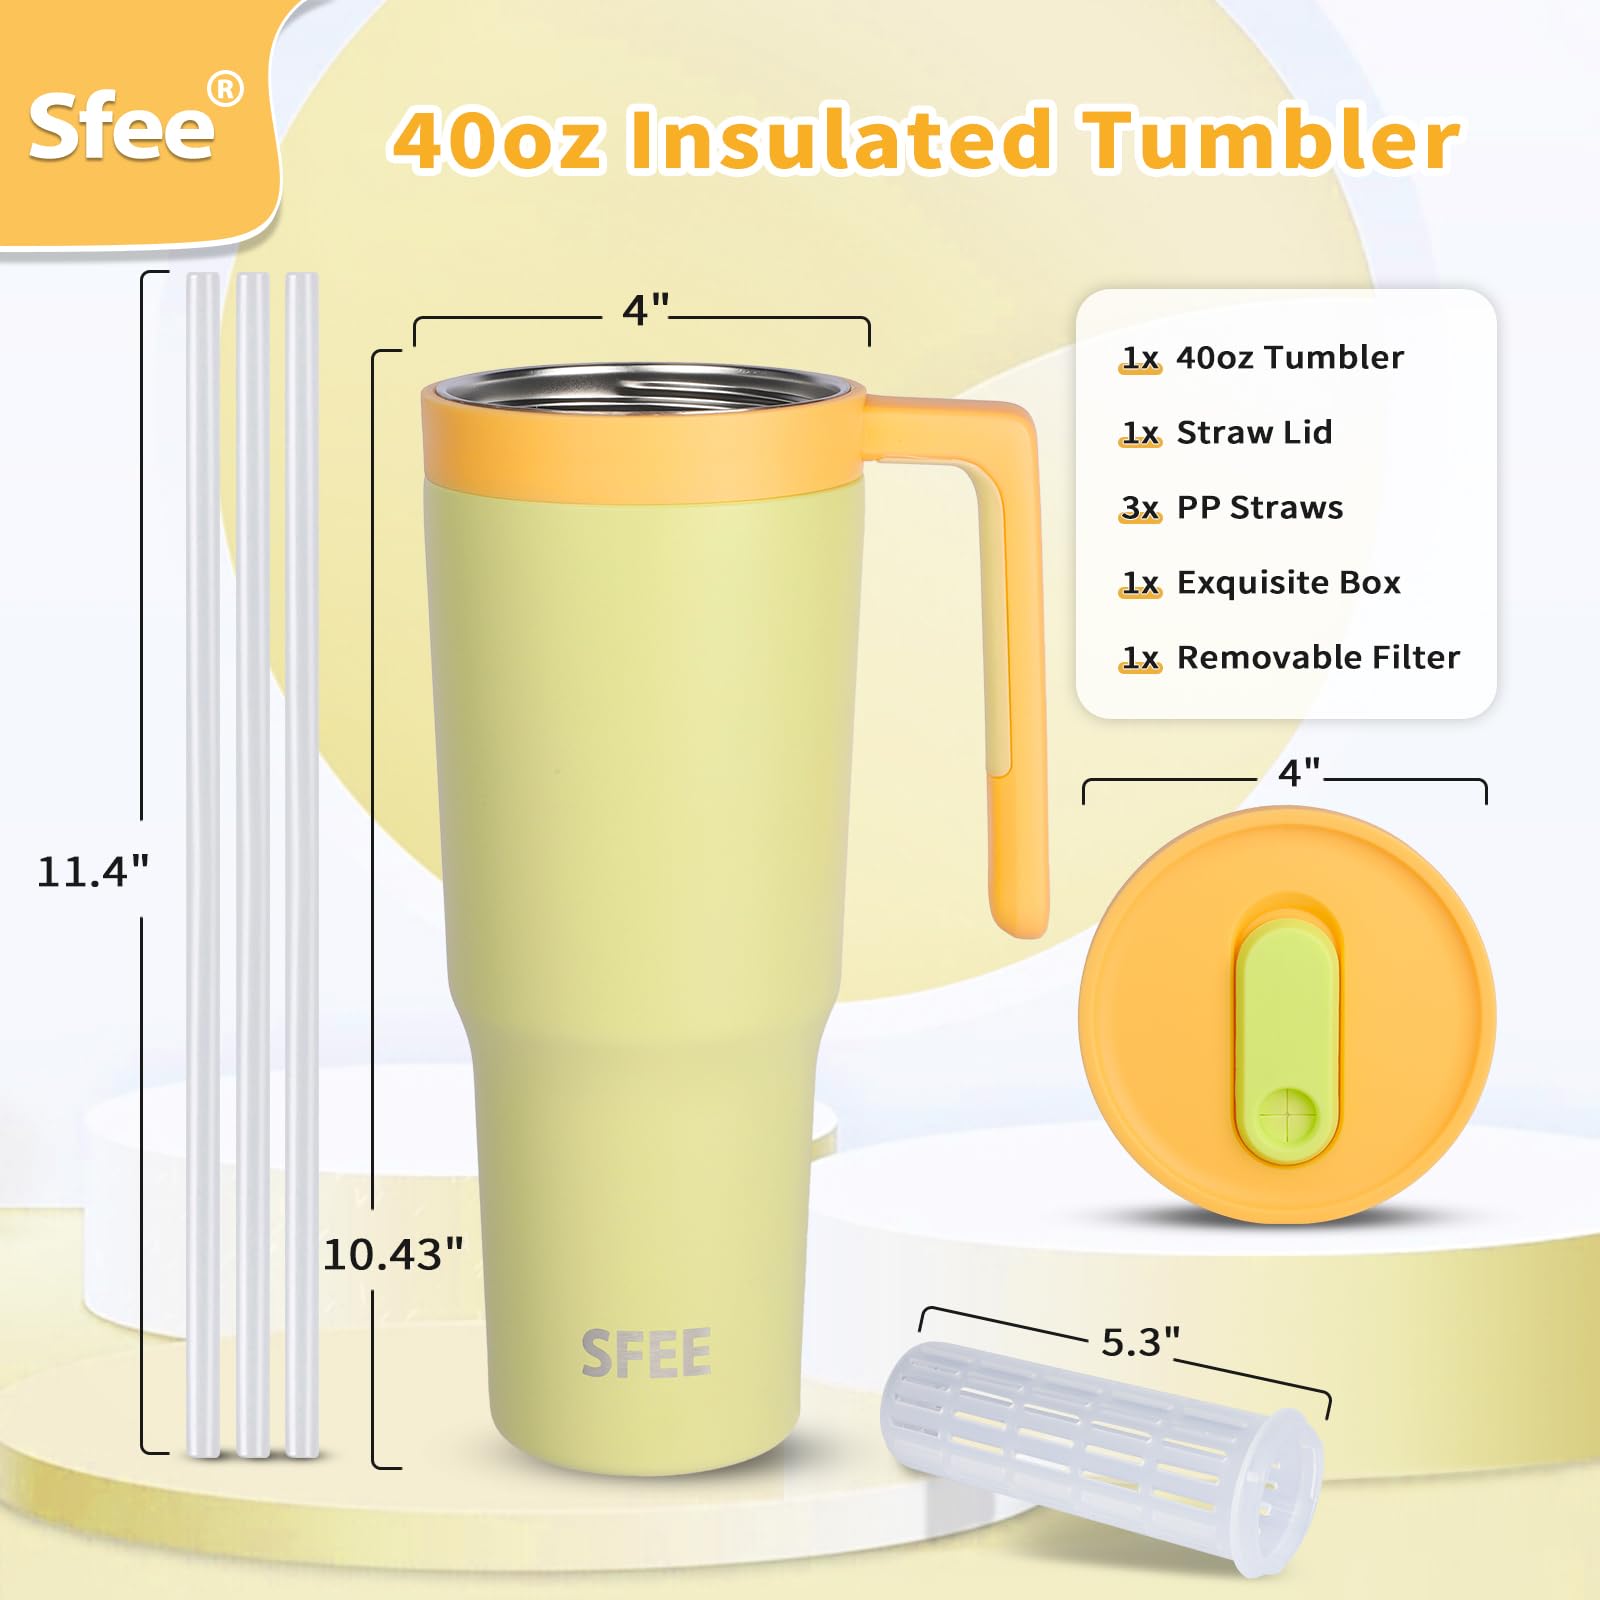 Sfee®
40oz Insulated Tumbler
4"
1x 40oz Tumbler
1x Straw Lid
3x PP Straws
1x Exquisite Box
1x Removable Filter
4"
11.4"
10.43"
5.3"
SFEE